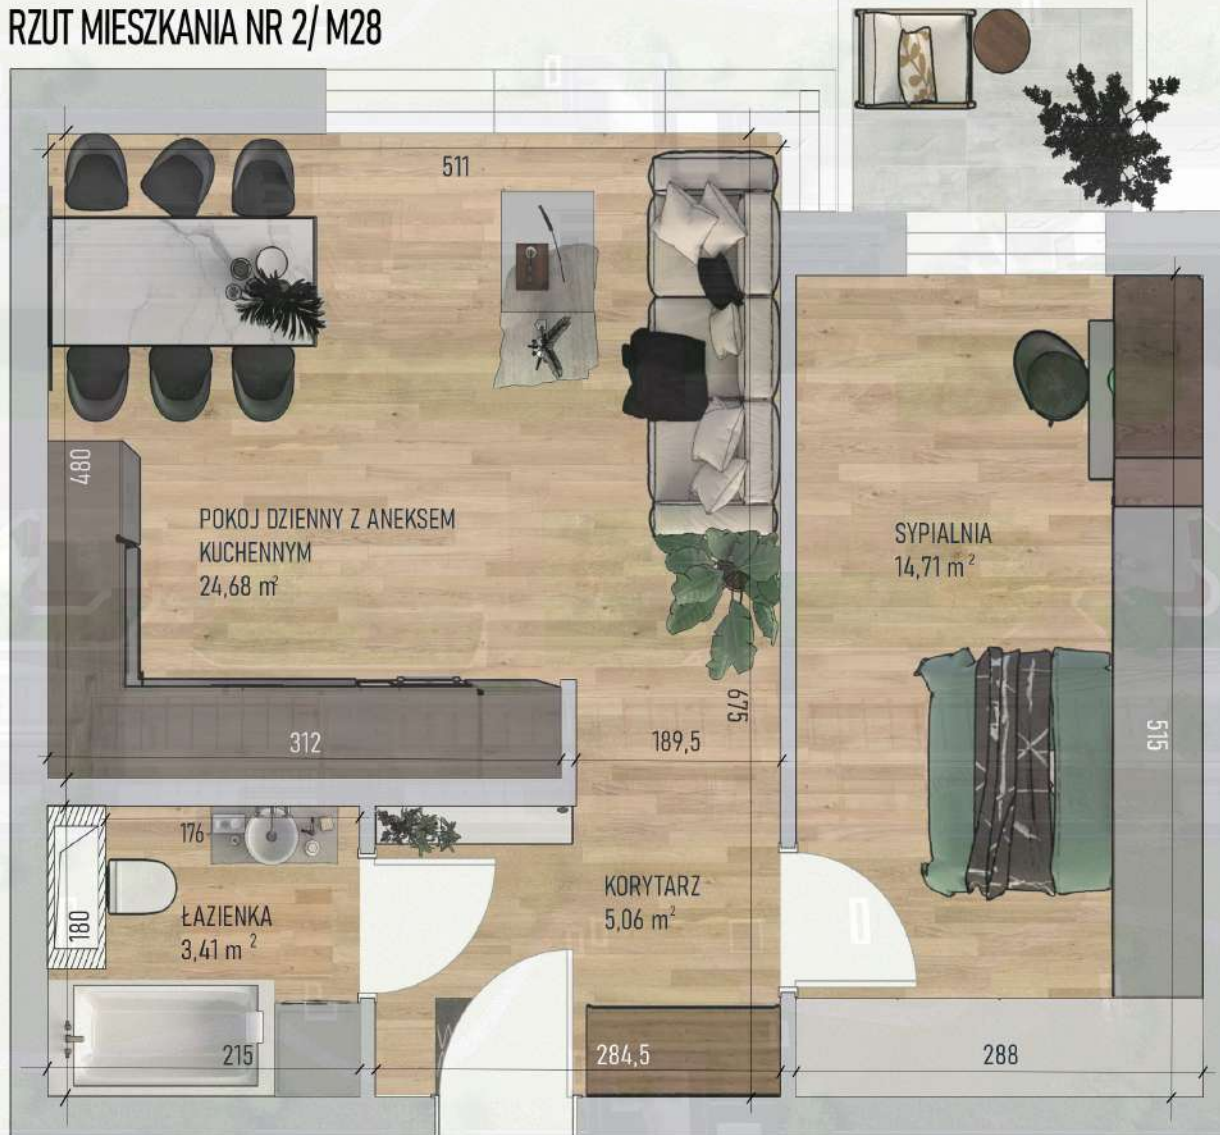 RZUT MIESZKANIA NR 2/ M28
511
480
POKOJ DZIENNY Z ANEKSEM
KUCHENNYM
24,68 m²
SYPIALNIA
14,71 m²
675
515
312
189,5
176
KORYTARZ
5,06 m²
ŁAZIENKA
3,41 m²
180
215
284,5
288